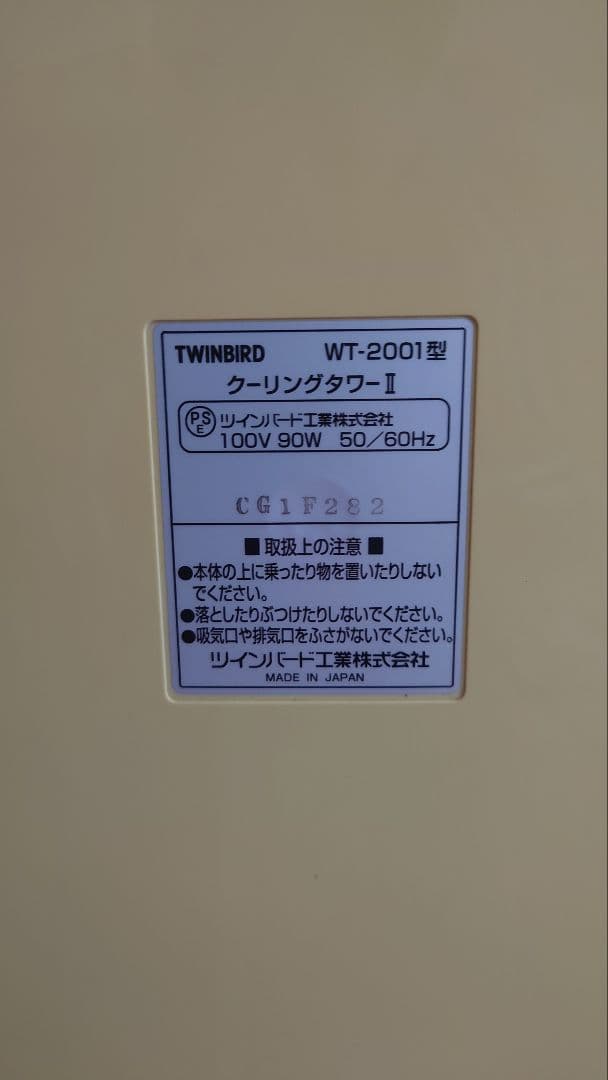 TWINBIRD WT-2001型
クーリングタワーⅡ
PSE ツインバード工業株式会社
100V 90W 50/60Hz
CG1F282
■取扱上の注意■
●本体の上に乗ったり物を置いたりしない
でください。
●落としたりぶつけたりしないでください。
●吸気口や排気口をふさがないでください。
ツインバード工業株式会社
MADE IN JAPAN